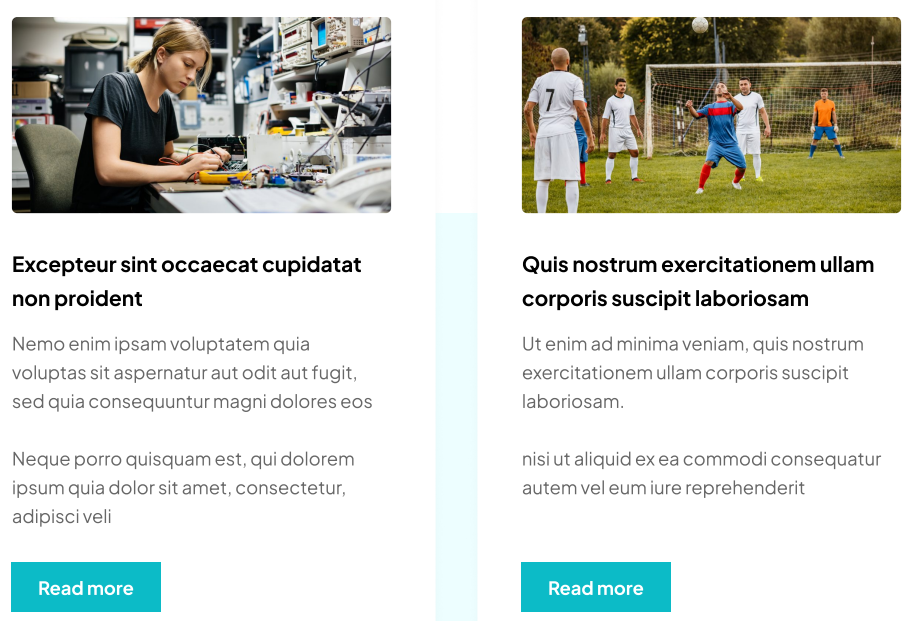 7
Excepteur sint occaecat cupidatat
non proident
Nemo enim ipsam voluptatem quia
voluptas sit aspernatur aut odit aut fugit,
sed quia consequuntur magni dolores eos
Neque porro quisquam est, qui dolorem
ipsum quia dolor sit amet, consectetur,
adipisci veli
Read more
Quis nostrum exercitationem ullam
corporis suscipit laboriosam
Ut enim ad minima veniam, quis nostrum
exercitationem ullam corporis suscipit
laboriosam.
nisi ut aliquid ex ea commodi consequatur
autem vel eum iure reprehenderit
Read more